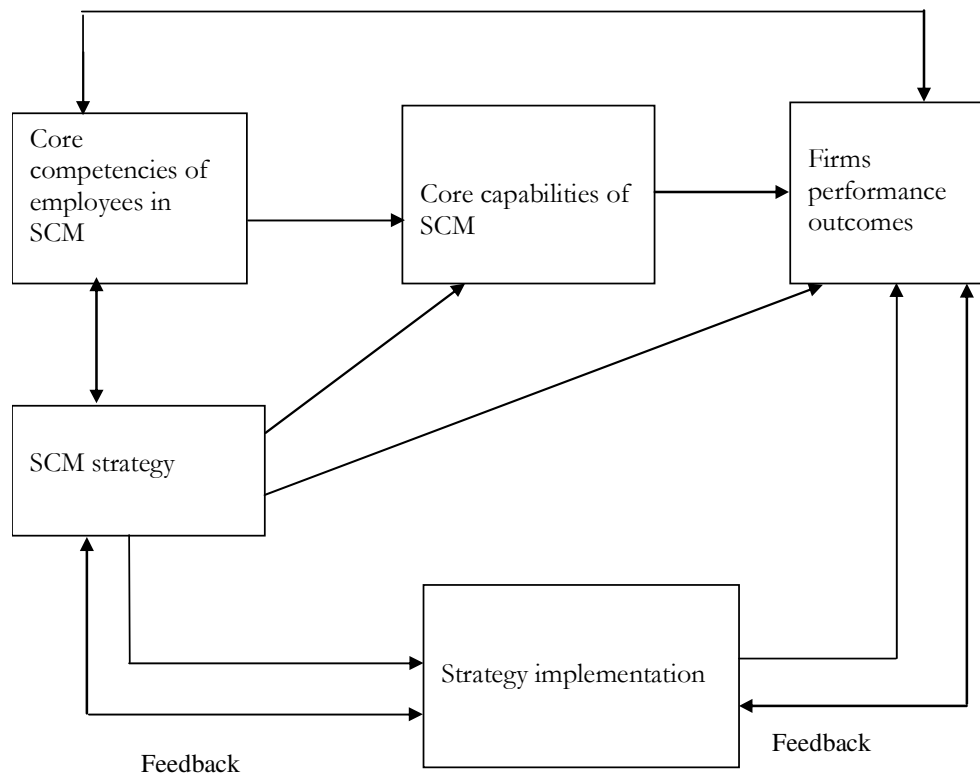 Core
competencies of
employees in
SCM
Core capabilities of
SCM
Firms
performance
outcomes
SCM strategy
Strategy implementation
Feedback
Feedback